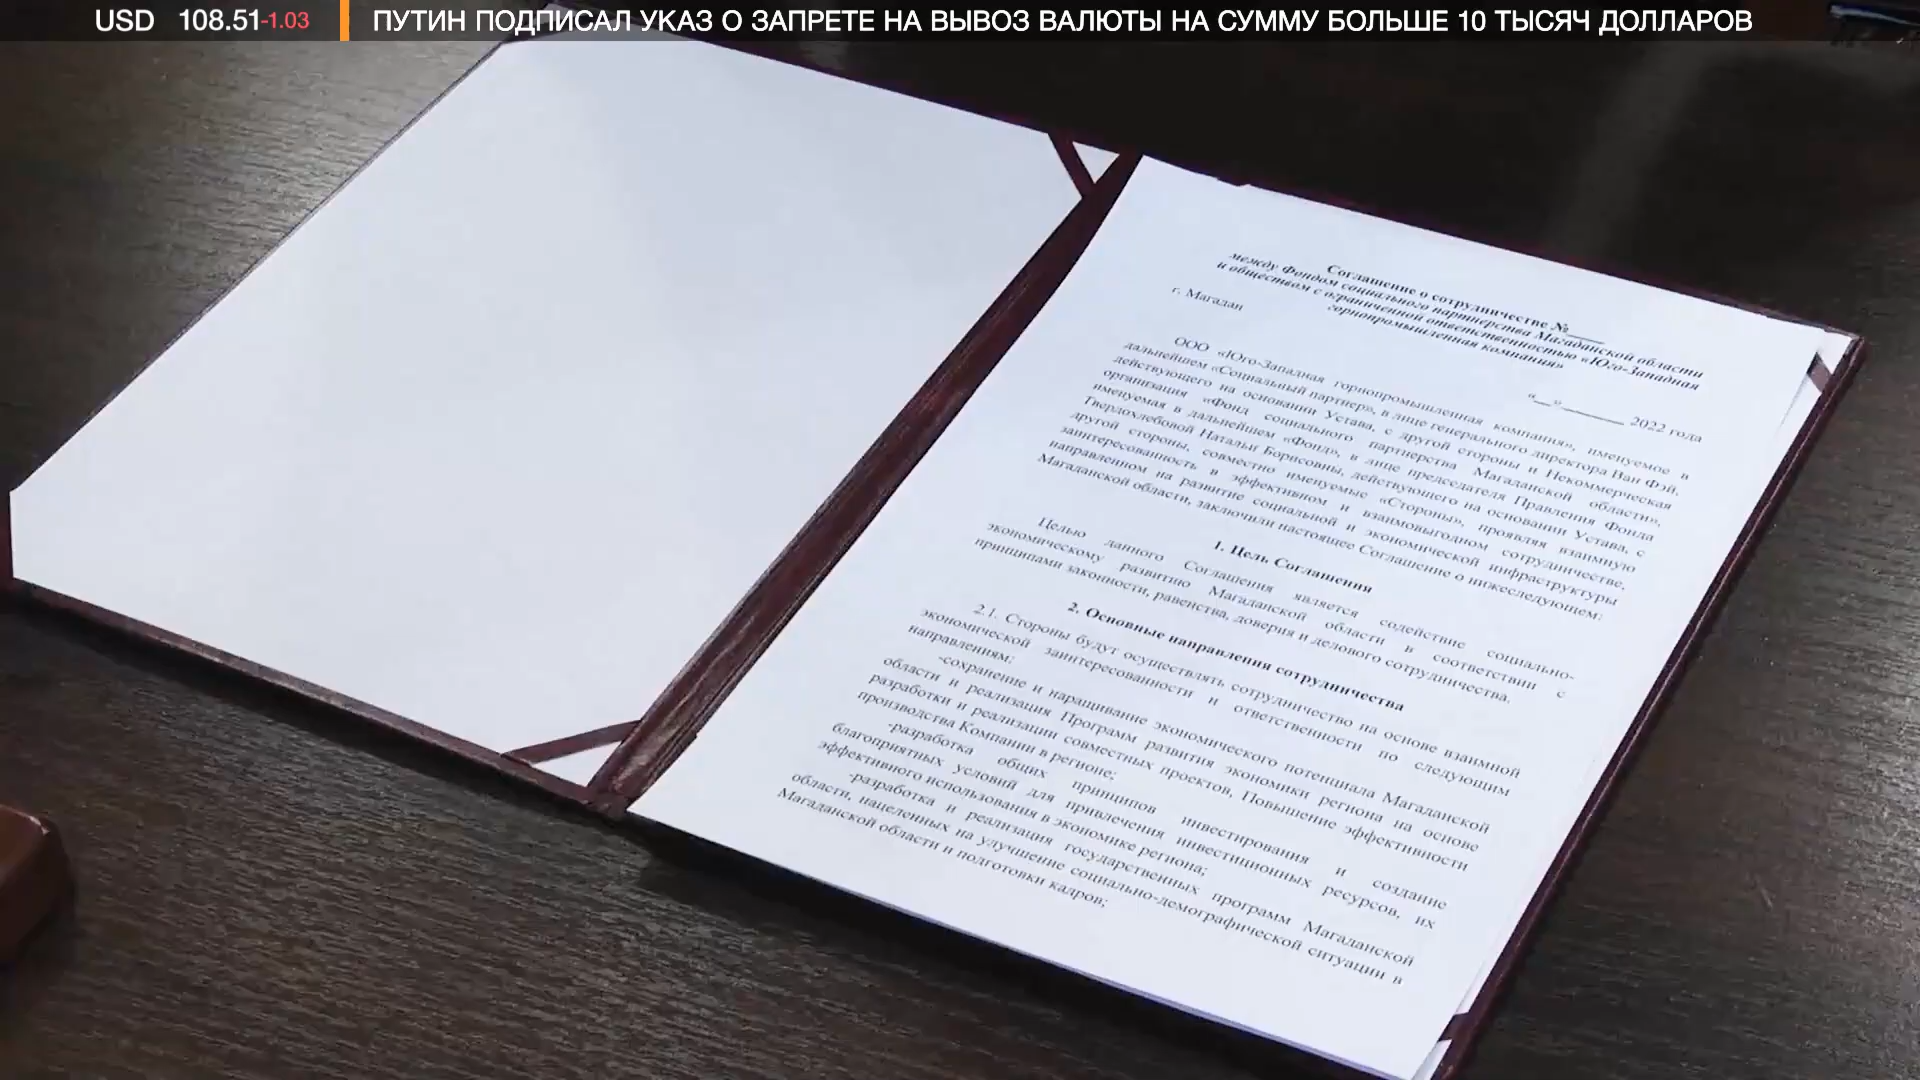 USD 108.51 -1.03 ПУТИН ПОДПИСАЛ УКАЗ О ЗАПРЕТЕ НА ВЫВОЗ ВАЛЮТЫ НА СУММУ БОЛЬШЕ 10 ТЫСЯЧ ДОЛЛАРОВ
Соглашение о сотрудничестве №_____
между Фондом социального партнерства Магаданской области
и обществом с ограниченной ответственностью «Юго-Западная
горнопромышленная компания»
г. Магадан
«__»_______ 2022 года
ООО «Юго-Западная горнопромышленная компания», именуемое в
дальнейшем «Социальный партнер», в лице генерального директора Ван Фэй,
действующего на основании Устава, с другой стороны и Некоммерческая
организация «Фонд социального партнерства Магаданской области»,
именуемая в дальнейшем «Фонд», в лице председателя Правления Фонда
Твердохлебовой Натальи Борисовны, действующего на основании Устава, с
другой стороны, совместно именуемые «Стороны», проявляя взаимную
заинтересованность в эффективном и взаимовыгодном сотрудничестве,
направленном на развитие социальной и экономической инфраструктуры
Магаданской области, заключили настоящее Соглашение о нижеследующем:
1. Цель Соглашения
Целью данного Соглашения является содействие социально-
экономическому развитию Магаданской области в соответствии с
принципами законности, равенства, доверия и делового сотрудничества.
2. Основные направления сотрудничества
2.1. Стороны будут осуществлять сотрудничество на основе взаимной
экономической заинтересованности и ответственности по следующим
направлениям:
-сохранение и наращивание экономического потенциала Магаданской
области и реализация Программ развития экономики региона на основе
разработки и реализации совместных проектов, Повышение эффективности
производства Компании в регионе;
-разработка общих принципов инвестирования и создание
благоприятных условий для привлечения инвестиционных ресурсов, их
эффективного использования в экономике региона;
-разработка и реализация государственных программ Магаданской
области, нацеленных на улучшение социально-демографической ситуации в
Магаданской области и подготовки кадров;